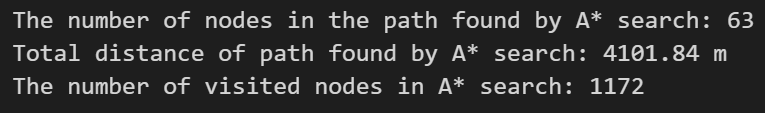 The number of nodes in the path found by A* search: 63
Total distance of path found by A* search: 4101.84 m
The number of visited nodes in A* search: 1172